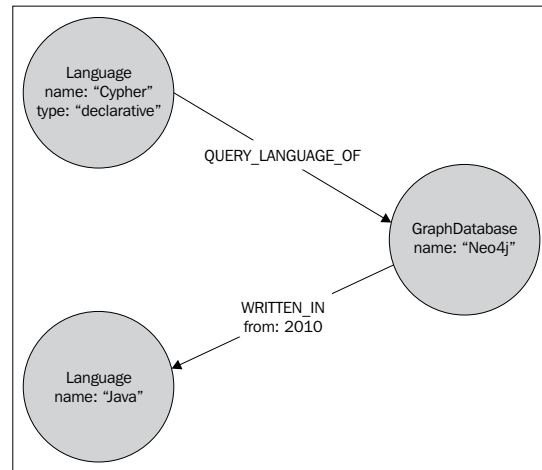 Language
name: “Cypher”
type: “declarative”
QUERY_LANGUAGE_OF
GraphDatabase
name: “Neo4j”
WRITTEN_IN
from: 2010
Language
name: “Java”